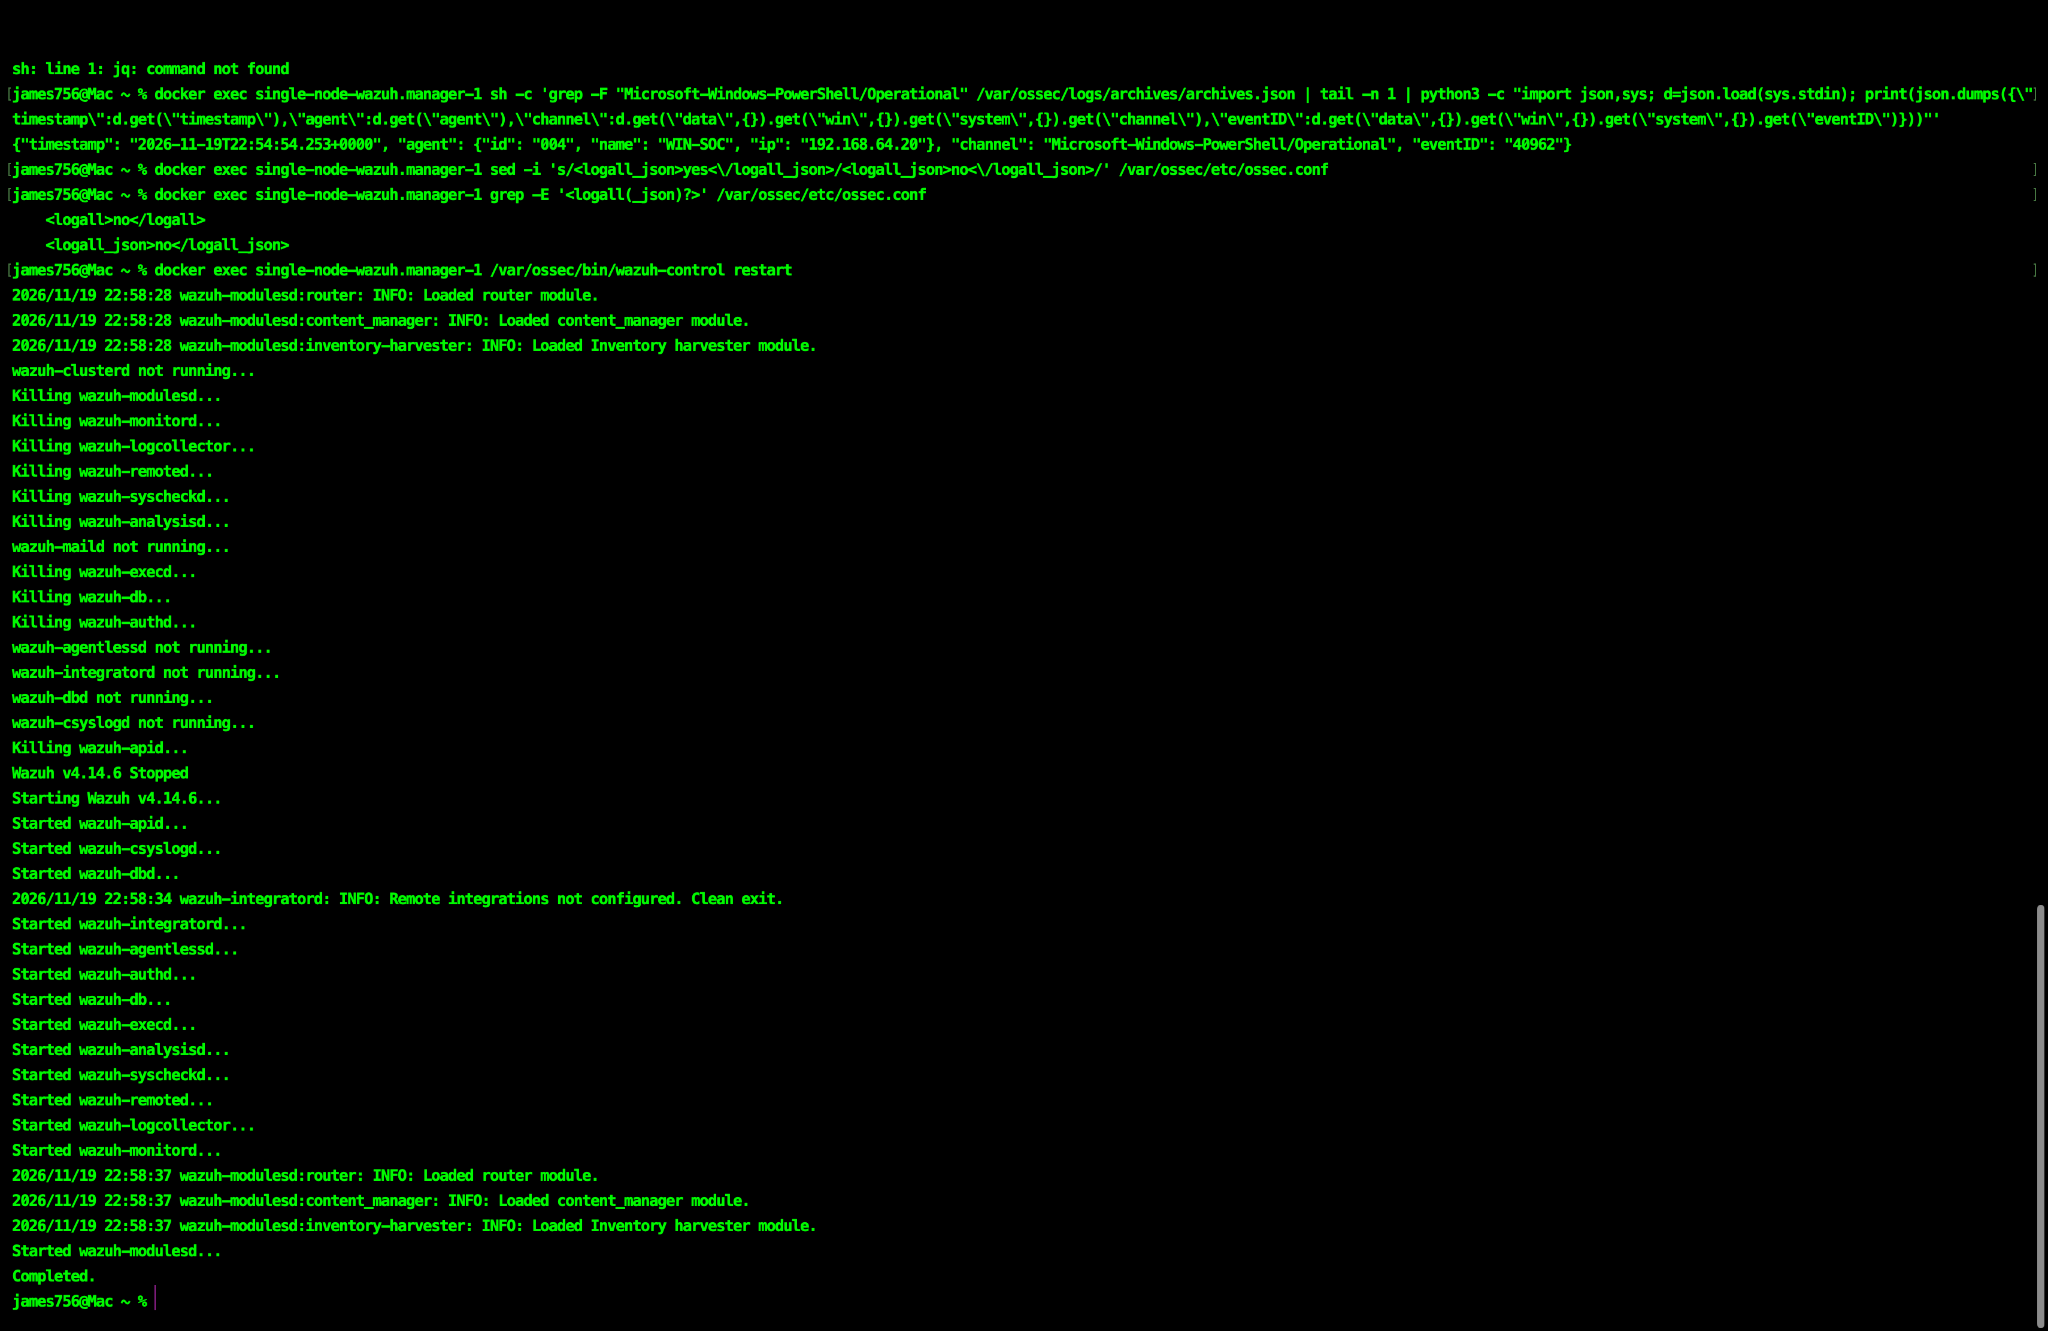 sh: line 1: jq: command not found
[james756@Mac ~ % docker exec single-node-wazuh.manager-1 sh -c 'grep -F "Microsoft-Windows-PowerShell/Operational" /var/ossec/logs/archives/archives.json | tail -n 1 | python3 -c "import json,sys; d=json.load(sys.stdin); print(json.dumps({\"]
timestamp\":d.get(\"timestamp\"),\"agent\":d.get(\"agent\"),\"channel\":d.get(\"data\",{}).get(\"win\",{}).get(\"system\",{}).get(\"channel\"),\"eventID\":d.get(\"data\",{}).get(\"win\",{}).get(\"system\",{}).get(\"eventID\")}))"'
{"timestamp": "2026-11-19T22:54:54.253+0000", "agent": {"id": "004", "name": "WIN-SOC", "ip": "192.168.64.20"}, "channel": "Microsoft-Windows-PowerShell/Operational", "eventID": "40962"}
[james756@Mac ~ % docker exec single-node-wazuh.manager-1 sed -i 's/<logall_json>yes<\/logall_json>/<logall_json>no<\/logall_json>/' /var/ossec/etc/ossec.conf ]
[james756@Mac ~ % docker exec single-node-wazuh.manager-1 grep -E '<logall(_json)?>' /var/ossec/etc/ossec.conf ]
    <logall>no</logall>
    <logall_json>no</logall_json>
[james756@Mac ~ % docker exec single-node-wazuh.manager-1 /var/ossec/bin/wazuh-control restart ]
2026/11/19 22:58:28 wazuh-modulesd:router: INFO: Loaded router module.
2026/11/19 22:58:28 wazuh-modulesd:content_manager: INFO: Loaded content_manager module.
2026/11/19 22:58:28 wazuh-modulesd:inventory-harvester: INFO: Loaded Inventory harvester module.
wazuh-clusterd not running...
Killing wazuh-modulesd...
Killing wazuh-monitord...
Killing wazuh-logcollector...
Killing wazuh-remoted...
Killing wazuh-syscheckd...
Killing wazuh-analysisd...
wazuh-maild not running...
Killing wazuh-execd...
Killing wazuh-db...
Killing wazuh-authd...
wazuh-agentlessd not running...
wazuh-integratord not running...
wazuh-dbd not running...
wazuh-csyslogd not running...
Killing wazuh-apid...
Wazuh v4.14.6 Stopped
Starting Wazuh v4.14.6...
Started wazuh-apid...
Started wazuh-csyslogd...
Started wazuh-dbd...
2026/11/19 22:58:34 wazuh-integratord: INFO: Remote integrations not configured. Clean exit.
Started wazuh-integratord...
Started wazuh-agentlessd...
Started wazuh-authd...
Started wazuh-db...
Started wazuh-execd...
Started wazuh-analysisd...
Started wazuh-syscheckd...
Started wazuh-remoted...
Started wazuh-logcollector...
Started wazuh-monitord...
2026/11/19 22:58:37 wazuh-modulesd:router: INFO: Loaded router module.
2026/11/19 22:58:37 wazuh-modulesd:content_manager: INFO: Loaded content_manager module.
2026/11/19 22:58:37 wazuh-modulesd:inventory-harvester: INFO: Loaded Inventory harvester module.
Started wazuh-modulesd...
Completed.
james756@Mac ~ %